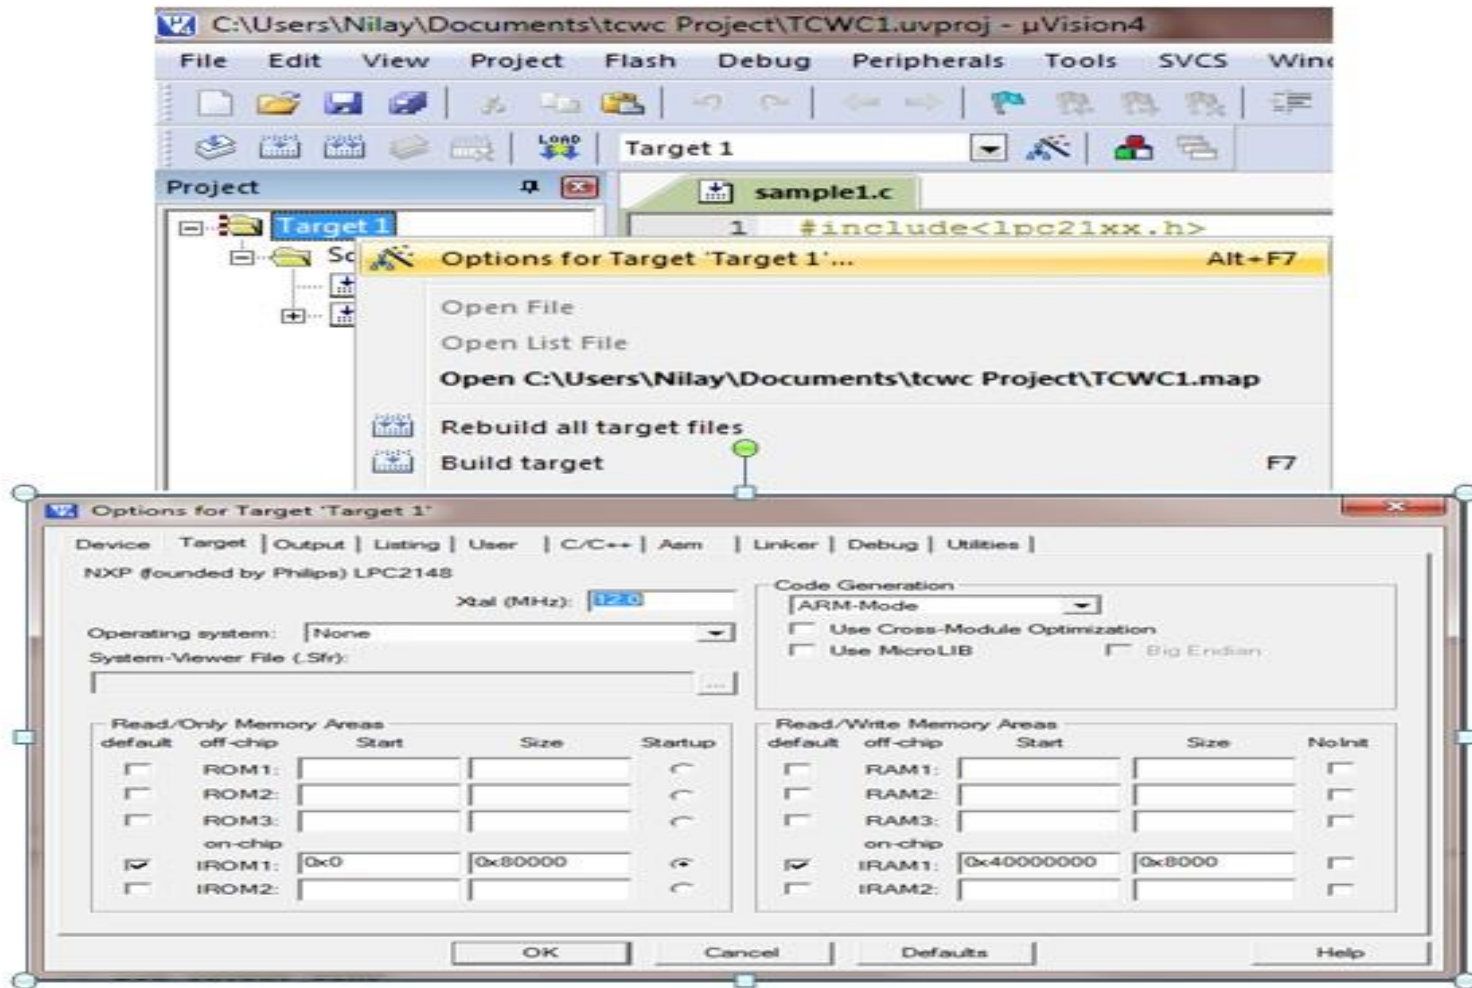 C:\Users\Nilay\Documents\tcwc Project\TCWC1.uvproj - µVision4
File Edit View Project Flash Debug Peripherals Tools SVCS Wind
LOAD Target 1
Project
sample1.c
Target 1
1 #include<lpc21xx.h>
So
Options for Target 'Target 1'... Alt+F7
Open File
Open List File
Open C:\Users\Nilay\Documents\tcwc Project\TCWC1.map
Rebuild all target files
Build target F7
Options for Target 'Target 1'
Device Target Output Listing User C/C++ Asm Linker Debug Utilities
NXP (founded by Philips) LPC2148
Xtal (MHz): 12.0
Operating system: None
System-Viewer File (.Sfr):
...
Code Generation
ARM-Mode
Use Cross-Module Optimization
Use MicroLIB Big Endian
Read/Only Memory Areas
default off-chip Start Size Startup
ROM1:
ROM2:
ROM3:
on-chip
IROM1: 0x0 0x80000
IROM2:
Read/Write Memory Areas
default off-chip Start Size NoInit
RAM1:
RAM2:
RAM3:
on-chip
IRAM1: 0x40000000 0x8000
IRAM2:
OK Cancel Defaults Help